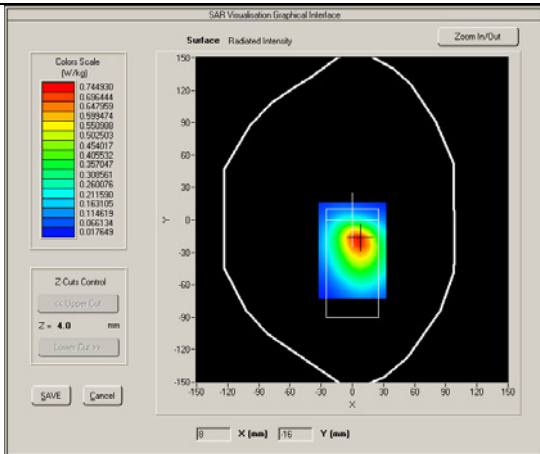 SAR Visualisation Graphical Interface
Surface Radiated Intensity
Zoom In/Out
Colors Scale
(W/kg)
0.744930
0.696444
0.647959
0.599474
0.550988
0.502503
0.454017
0.405532
0.357047
0.308561
0.260076
0.211590
0.163105
0.114619
0.066134
0.017649
Z Cuts Control
<< Upper Cut
Z = 4.0 mm
Lower Cut >>
SAVE Cancel
150
120
90
60
30
0
-30
-60
-90
-120
-150
Y
-150 -120 -90 -60 -30 0 30 60 90 120 150
X
8 X (mm) -16 Y (mm)